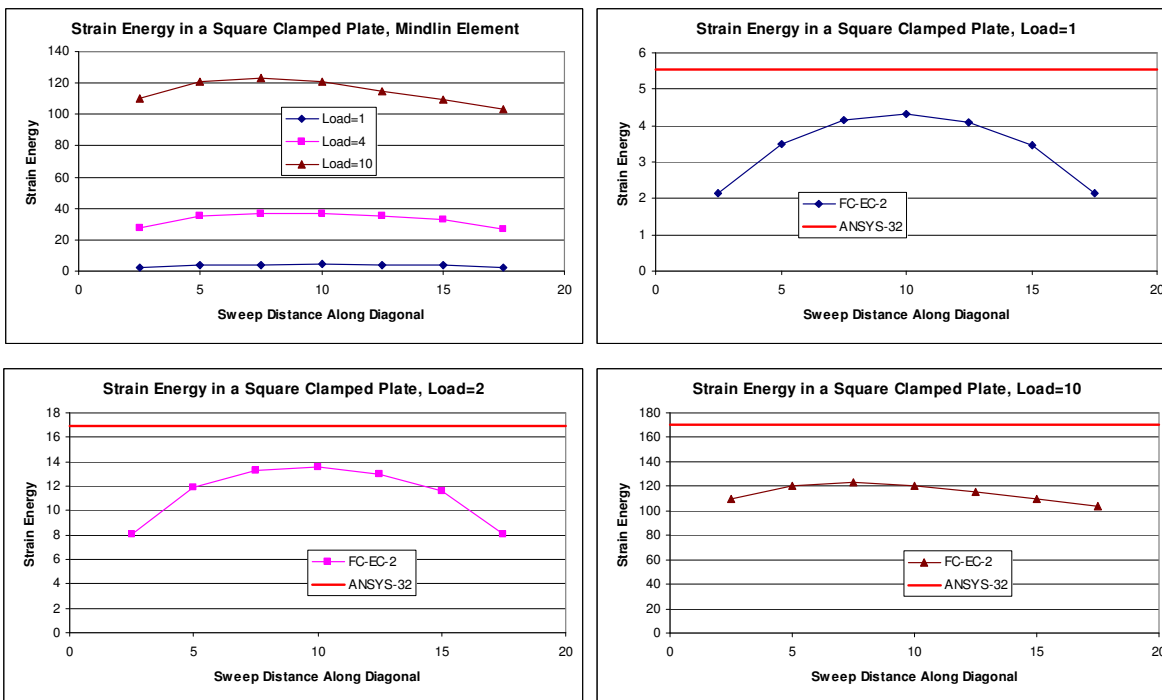 Strain Energy in a Square Clamped Plate, Mindlin Element
140
120
100
80
60
40
20
0
Strain Energy
Load=1
Load=4
Load=10
0 5 10 15 20
Sweep Distance Along Diagonal
Strain Energy in a Square Clamped Plate, Load=1
6
5
4
3
2
1
0
Strain Energy
FC-EC-2
ANSYS-32
0 5 10 15 20
Sweep Distance Along Diagonal
Strain Energy in a Square Clamped Plate, Load=2
18
16
14
12
10
8
6
4
2
0
Strain Energy
FC-EC-2
ANSYS-32
0 5 10 15 20
Sweep Distance Along Diagonal
Strain Energy in a Square Clamped Plate, Load=10
180
160
140
120
100
80
60
40
20
0
Strain Energy
FC-EC-2
ANSYS-32
0 5 10 15 20
Sweep Distance Along Diagonal